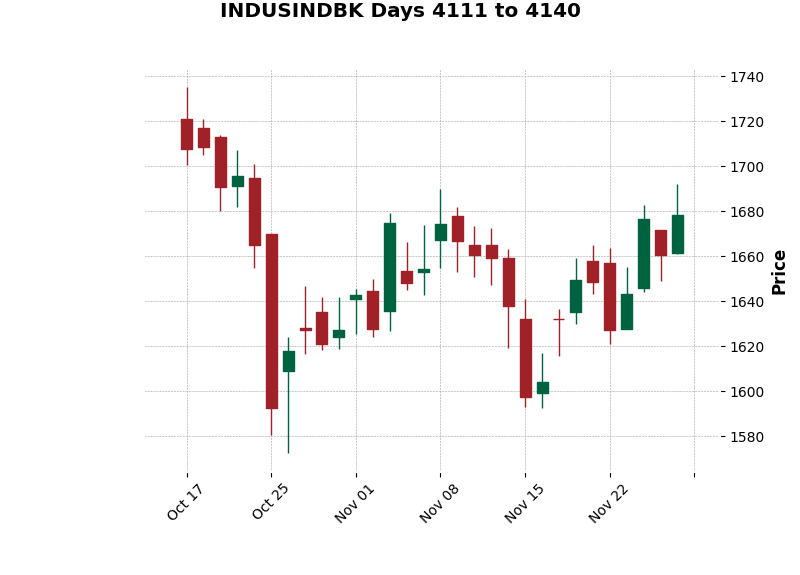 INDUSINDBK Days 4111 to 4140
1740
1720
1700
1680
1660
1640
1620
1600
1580
Price
Oct 17
Oct 25
Nov 01
Nov 08
Nov 15
Nov 22